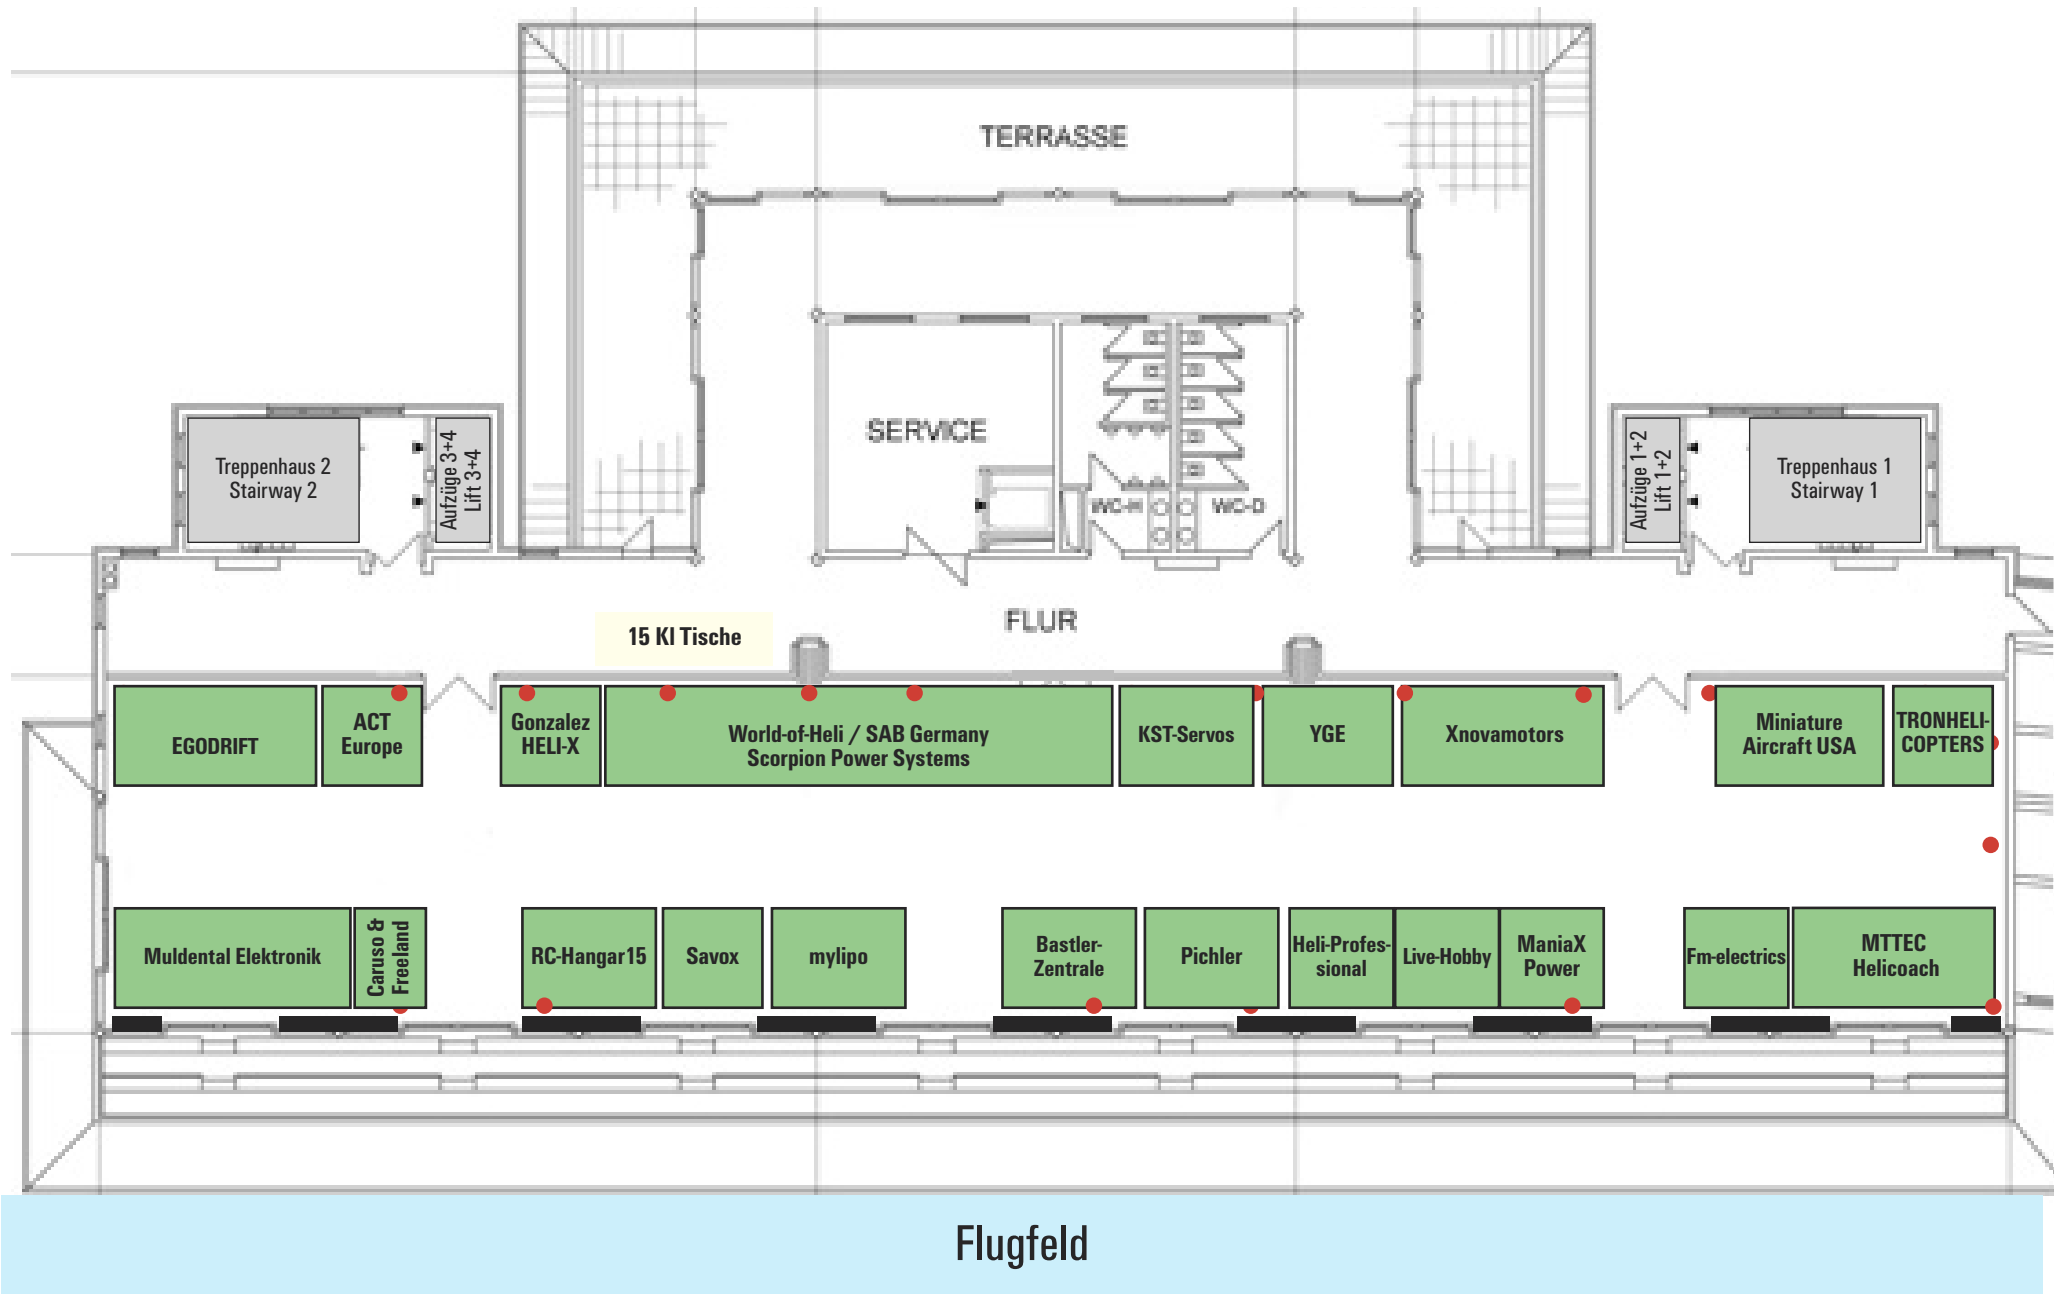 TERRASSE
SERVICE
WC-H
WC-D
Treppenhaus 2
Stairway 2
Aufzüge 3+4
Lift 3+4
Aufzüge 1+2
Lift 1+2
Treppenhaus 1
Stairway 1
15 Kl Tische
FLUR
EGODRIFT
ACT
Europe
Gonzalez
HELI-X
World-of-Heli / SAB Germany
Scorpion Power Systems
KST-Servos
YGE
Xnovamotors
Miniature
Aircraft USA
TRONHELI-
COPTERS
Muldental Elektronik
Caruso &
Freeland
RC-Hangar15
Savox
mylipo
Bastler-
Zentrale
Pichler
Heli-Profes-
sional
Live-Hobby
ManiaX
Power
Fm-electrics
MTTEC
Helicoach
Flugfeld